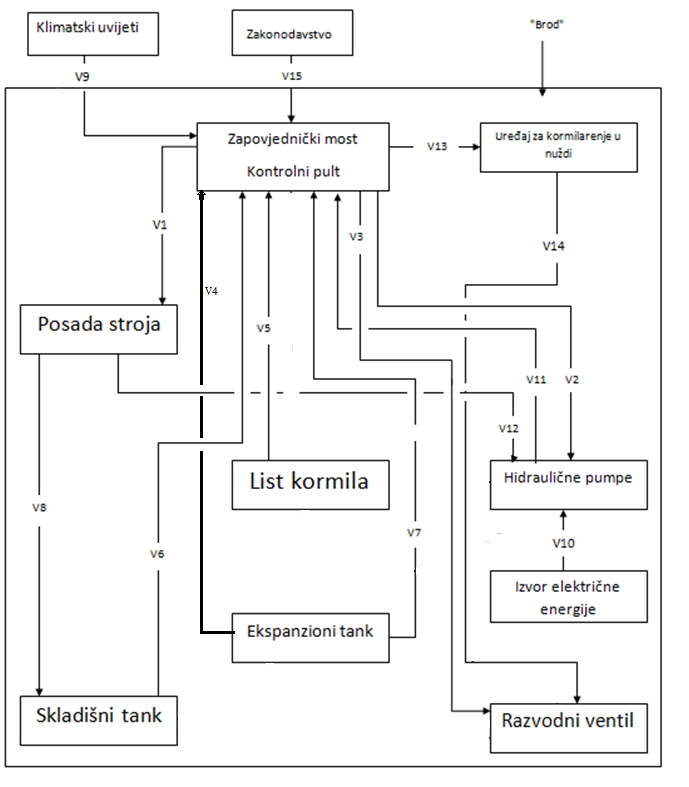 Klimatski uvijeti
Zakonodavstvo
"Brod"
V9
V15
Zapovjednički most
Kontrolni pult
V13
Uređaj za kormilarenje u
nuždi
V1
V3
V14
V4
Posada stroja
V5
V11
V2
V12
List kormila
Hidraulične pumpe
V8
V7
V10
V6
Izvor električne
energije
Ekspanzioni tank
Skladišni tank
Razvodni ventil